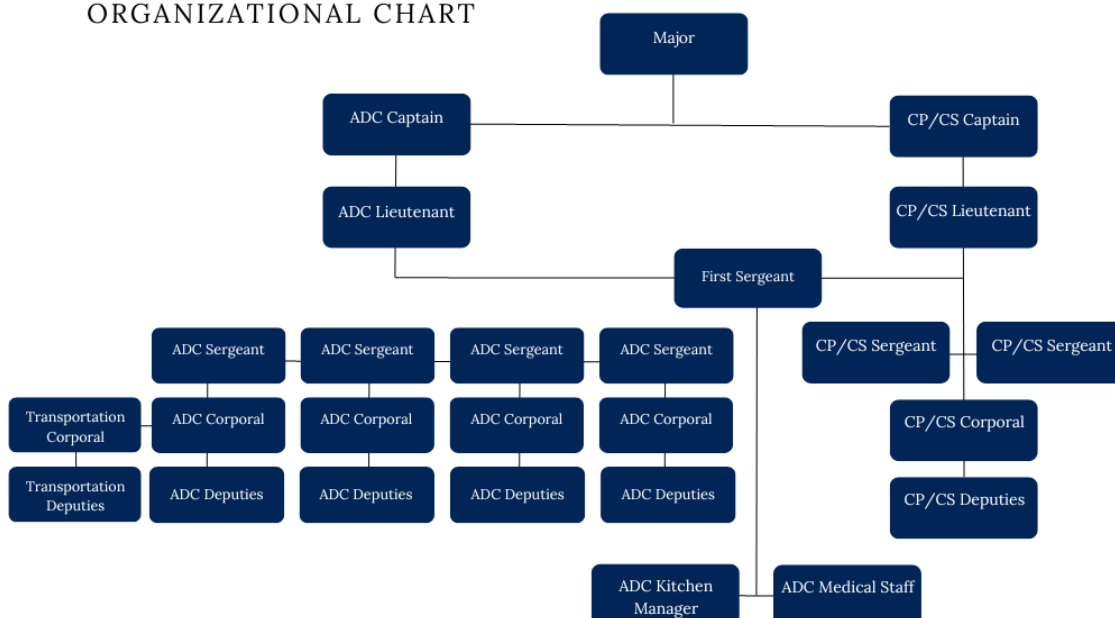 ORGANIZATIONAL CHART
Major
ADC Captain
CP/CS Captain
ADC Lieutenant
CP/CS Lieutenant
First Sergeant
ADC Sergeant
ADC Sergeant
ADC Sergeant
ADC Sergeant
CP/CS Sergeant
CP/CS Sergeant
Transportation
Corporal
ADC Corporal
ADC Corporal
ADC Corporal
ADC Corporal
CP/CS Corporal
Transportation
Deputies
ADC Deputies
ADC Deputies
ADC Deputies
ADC Deputies
CP/CS Deputies
ADC Kitchen
Manager
ADC Medical Staff